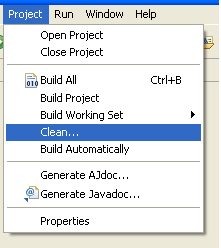 Project Run Window Help
Open Project
Close Project
Build All Ctrl+B
Build Project
Build Working Set
Clean...
Build Automatically
Generate AJdoc...
Generate Javadoc...
Properties